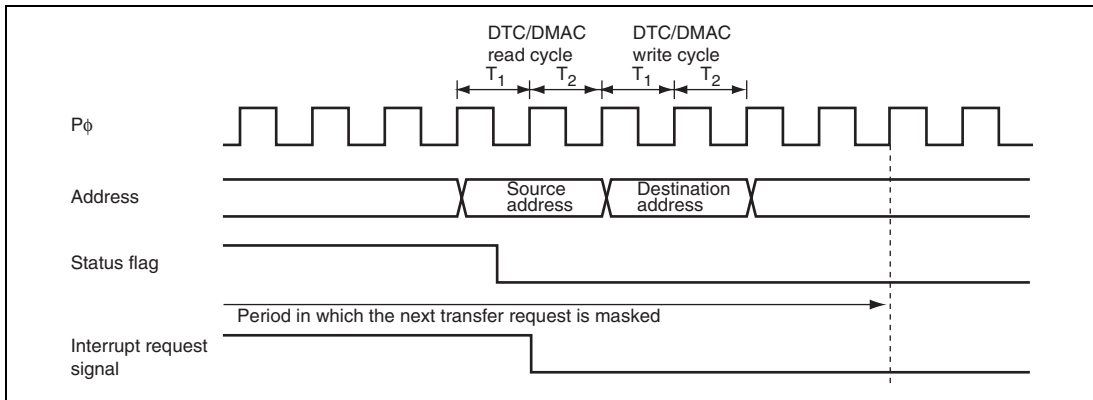 DTC/DMAC
read cycle
DTC/DMAC
write cycle
T1 T2 T1 T2
Pϕ
Address
Source
address
Destination
address
Status flag
Period in which the next transfer request is masked
Interrupt request
signal